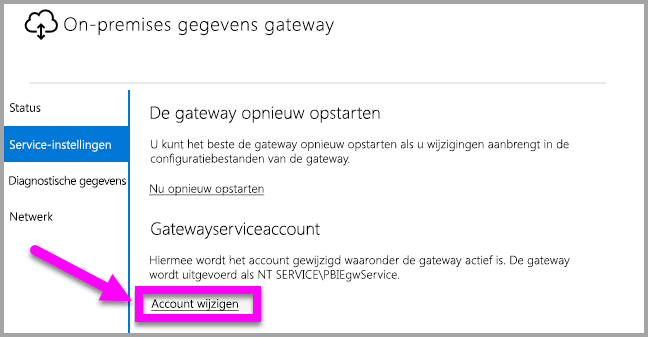 On-premises gegevens gateway
Status
Service-instellingen
Diagnostische gegevens
Netwerk
De gateway opnieuw opstarten
U kunt het beste de gateway opnieuw opstarten als u wijzigingen aanbrengt in de
configuratiebestanden van de gateway.
Nu opnieuw opstarten
Gatewayserviceaccount
Hiermee wordt het account gewijzigd waaronder de gateway actief is. De gateway
wordt uitgevoerd als NT SERVICE\PBIEgwService.
Account wijzigen